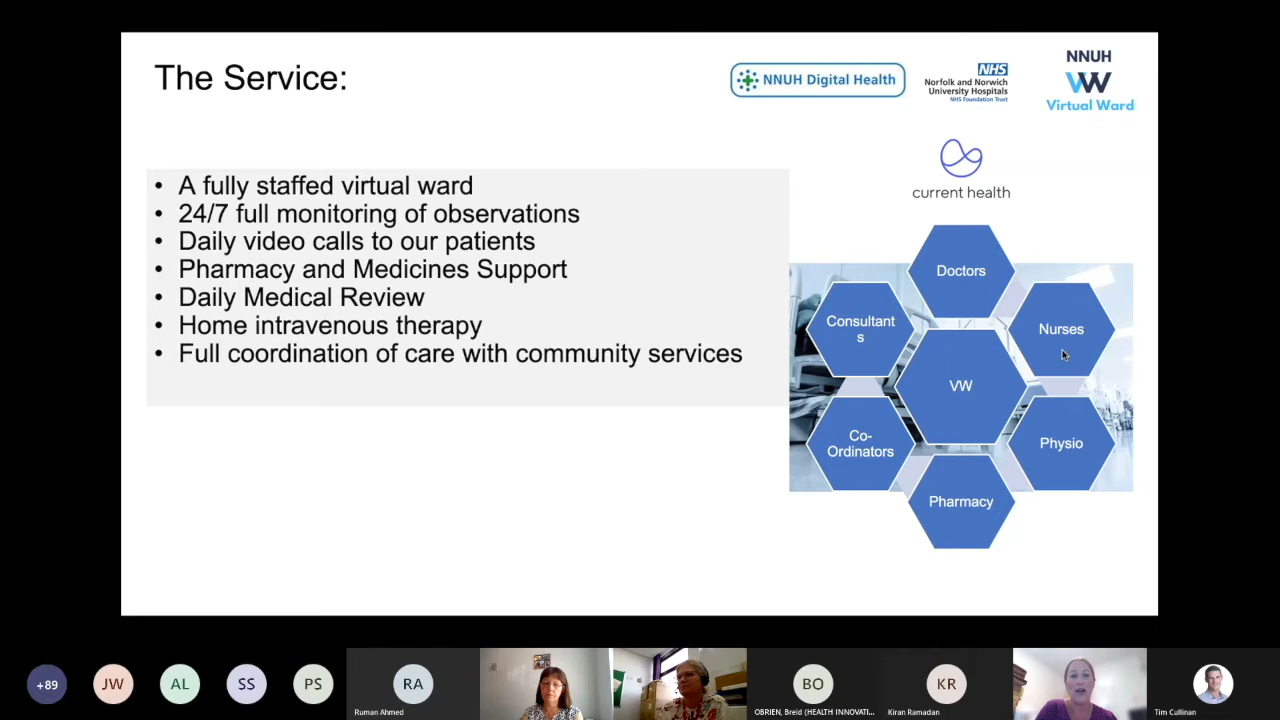 The Service:
NNUH Digital Health
NHS
Norfolk and Norwich
University Hospitals
NHS Foundation Trust
NNUH
VW
Virtual Ward
current health
• A fully staffed virtual ward
• 24/7 full monitoring of observations
• Daily video calls to our patients
• Pharmacy and Medicines Support
• Daily Medical Review
• Home intravenous therapy
• Full coordination of care with community services
Doctors
Consultant
s
Nurses
VW
Co-
Ordinators
Physio
Pharmacy
+89
JW
AL
SS
PS
RA
Ruman Ahmed
BO
OBRIEN, Breid (HEALTH INNOVATI...
KR
Kiran Ramadan
Tim Cullinan